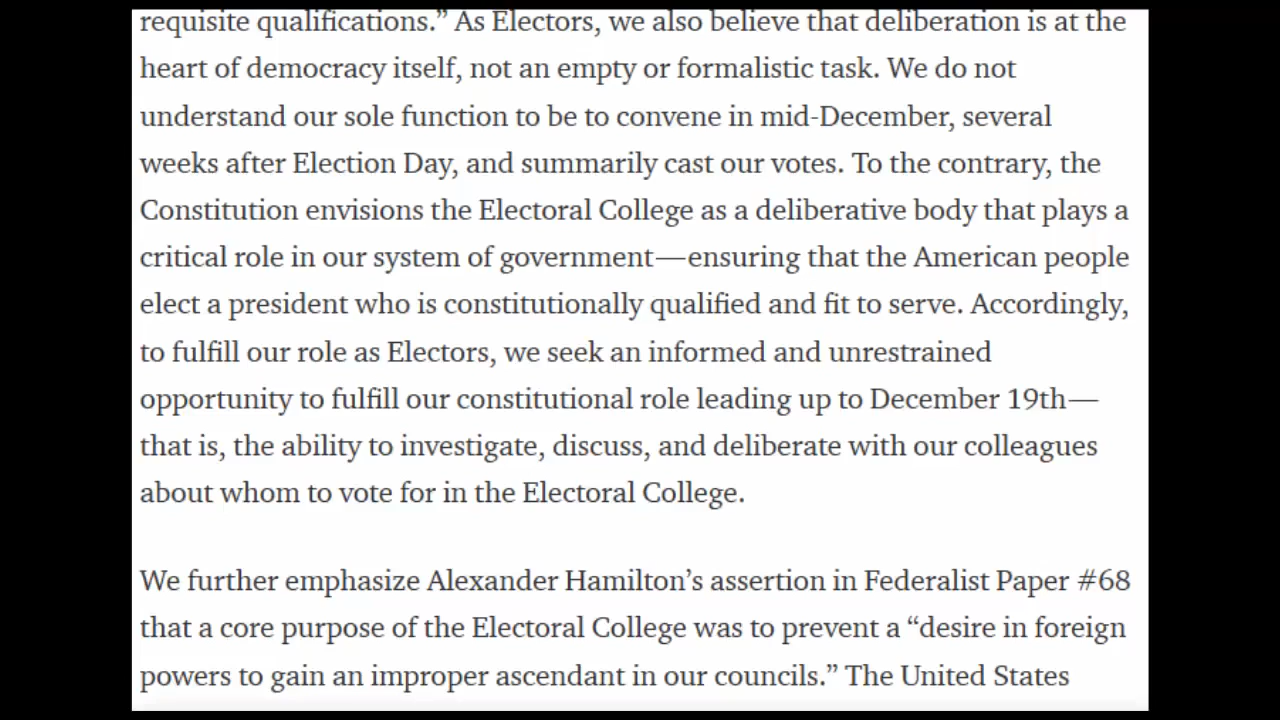 requisite qualifications.” As Electors, we also believe that deliberation is at the
heart of democracy itself, not an empty or formalistic task. We do not
understand our sole function to be to convene in mid-December, several
weeks after Election Day, and summarily cast our votes. To the contrary, the
Constitution envisions the Electoral College as a deliberative body that plays a
critical role in our system of government—ensuring that the American people
elect a president who is constitutionally qualified and fit to serve. Accordingly,
to fulfill our role as Electors, we seek an informed and unrestrained
opportunity to fulfill our constitutional role leading up to December 19th—
that is, the ability to investigate, discuss, and deliberate with our colleagues
about whom to vote for in the Electoral College.
We further emphasize Alexander Hamilton’s assertion in Federalist Paper #68
that a core purpose of the Electoral College was to prevent a “desire in foreign
powers to gain an improper ascendant in our councils.” The United States